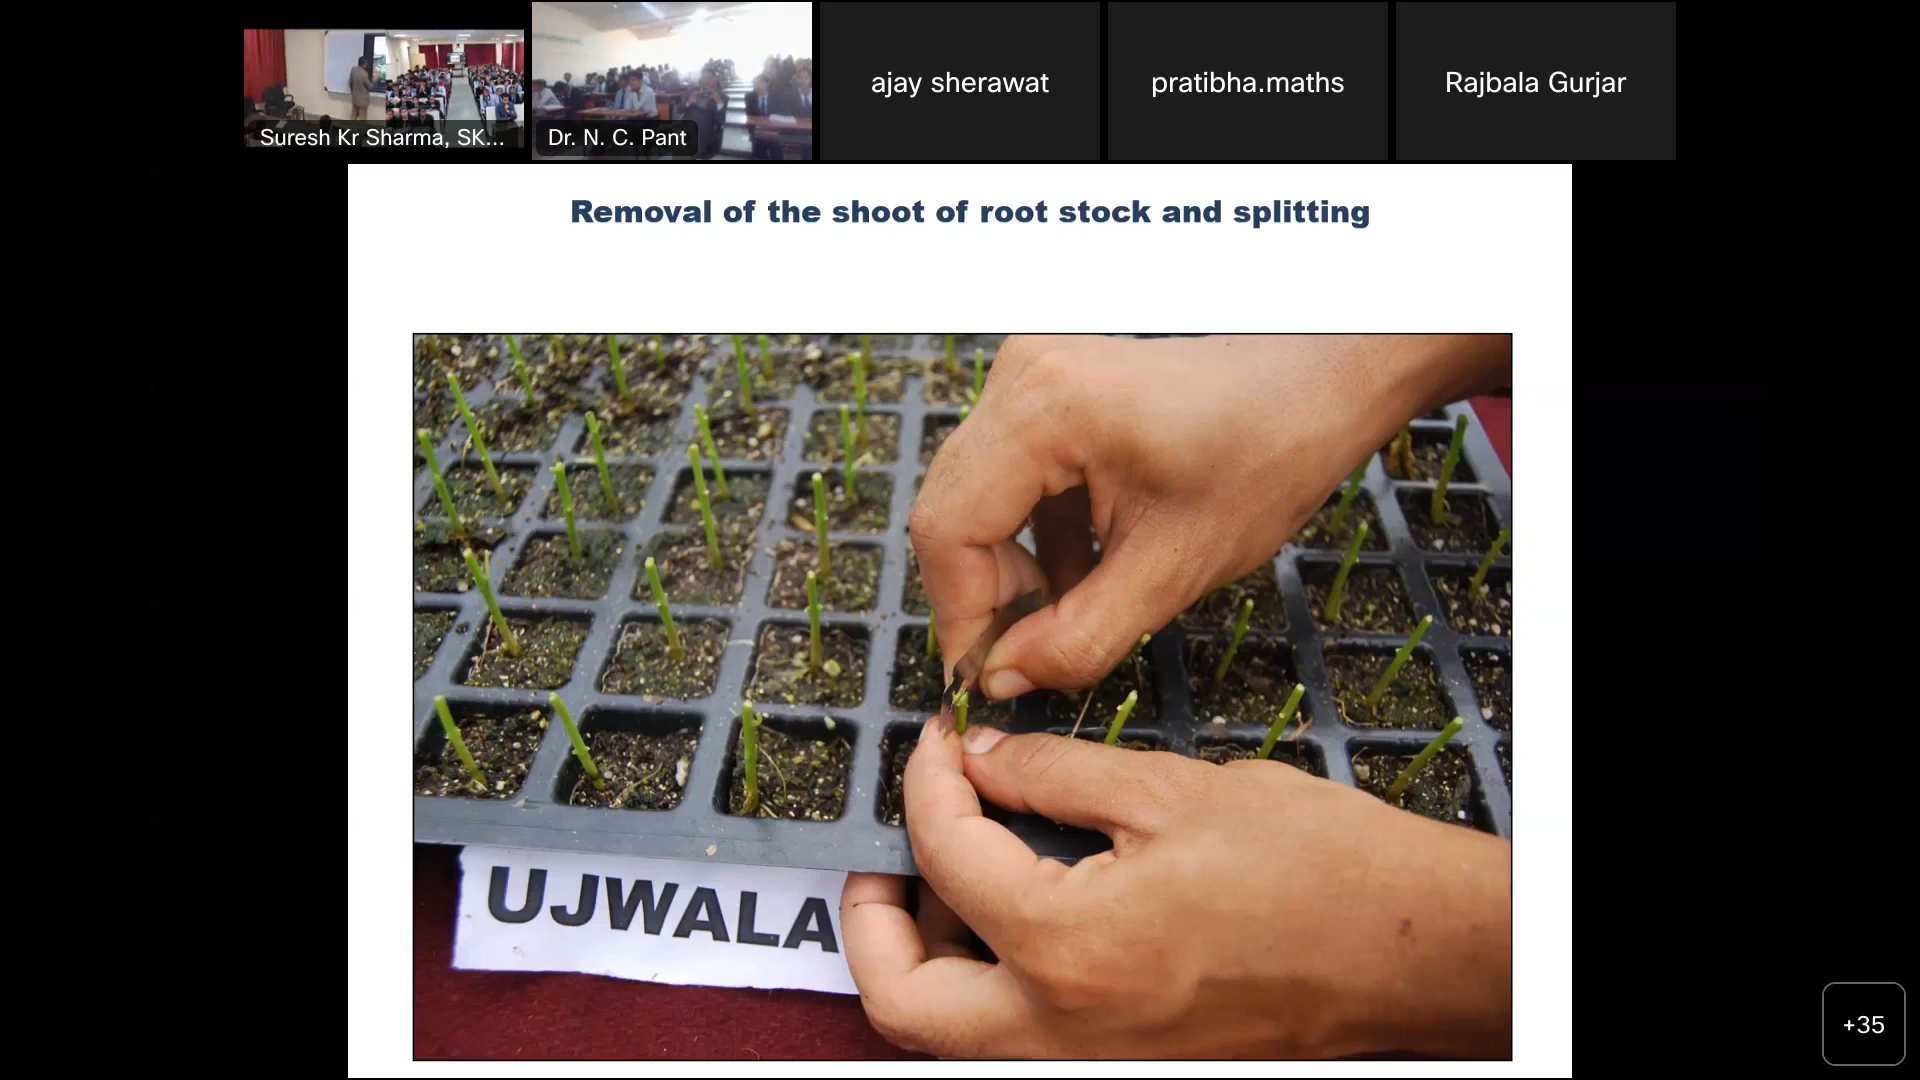 Suresh Kr Sharma, SK...
Dr. N. C. Pant
ajay sherawat
pratibha.maths
Rajbala Gurjar
Removal of the shoot of root stock and splitting
UJWALA
+35